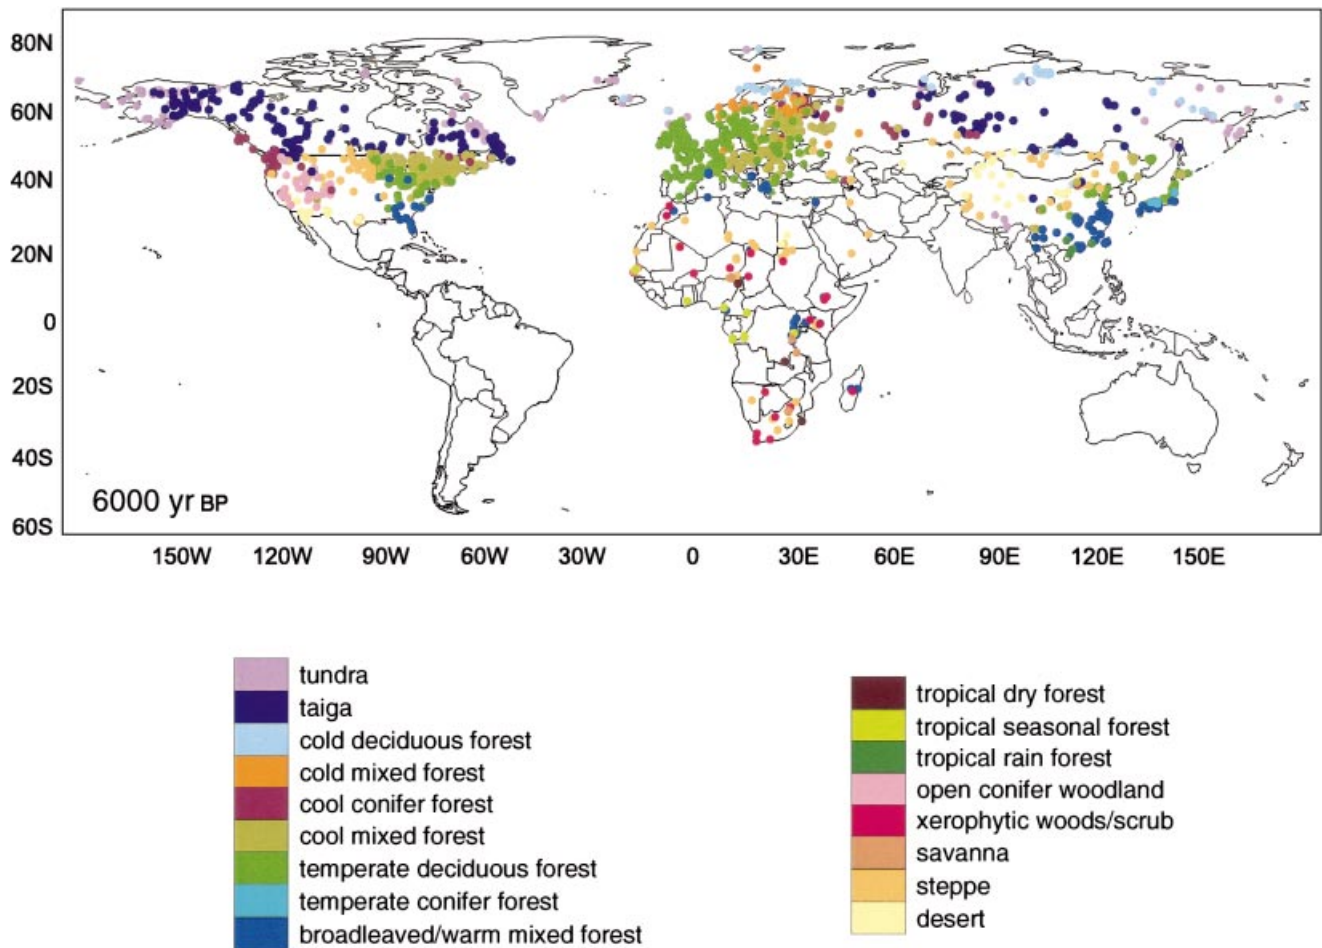 80N
60N
40N
20N
0
20S
40S
60S
6000 yr BP
150W 120W 90W 60W 30W 0 30E 60E 90E 120E 150E
tundra
taiga
cold deciduous forest
cold mixed forest
cool conifer forest
cool mixed forest
temperate deciduous forest
temperate conifer forest
broadleaved/warm mixed forest
tropical dry forest
tropical seasonal forest
tropical rain forest
open conifer woodland
xerophytic woods/scrub
savanna
steppe
desert